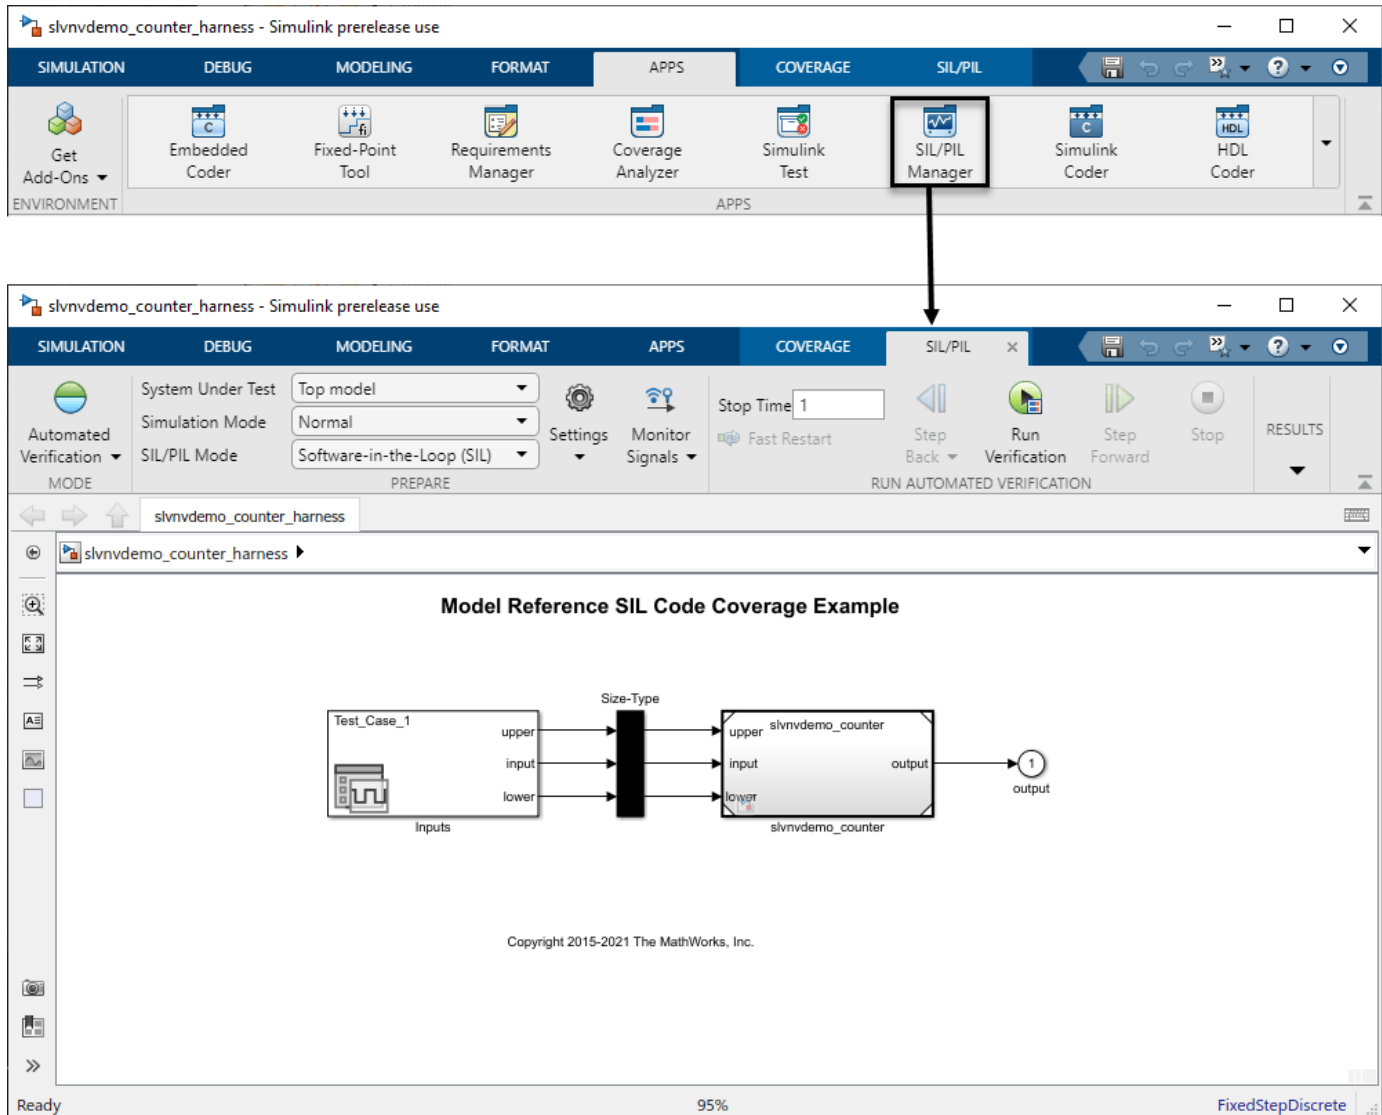 slvnvdemo_counter_harness - Simulink prerelease use
SIMULATION DEBUG MODELING FORMAT APPS COVERAGE SIL/PIL
Get Add-Ons
Embedded Coder
Fixed-Point Tool
Requirements Manager
Coverage Analyzer
Simulink Test
SIL/PIL Manager
Simulink Coder
HDL Coder
ENVIRONMENT APPS
slvnvdemo_counter_harness - Simulink prerelease use
SIMULATION DEBUG MODELING FORMAT APPS COVERAGE SIL/PIL
Automated Verification
System Under Test Top model
Simulation Mode Normal
SIL/PIL Mode Software-in-the-Loop (SIL)
Settings
Monitor Signals
Stop Time 1
Fast Restart
Step Back
Run Verification
Step Forward
Stop
RESULTS
MODE PREPARE RUN AUTOMATED VERIFICATION
slvnvdemo_counter_harness
slvnvdemo_counter_harness
Model Reference SIL Code Coverage Example
Size-Type
Test_Case_1
upper
input
lower
Inputs
slvnvdemo_counter
upper
input
lower
output
slvnvdemo_counter
1
output
Copyright 2015-2021 The MathWorks, Inc.
Ready 95% FixedStepDiscrete